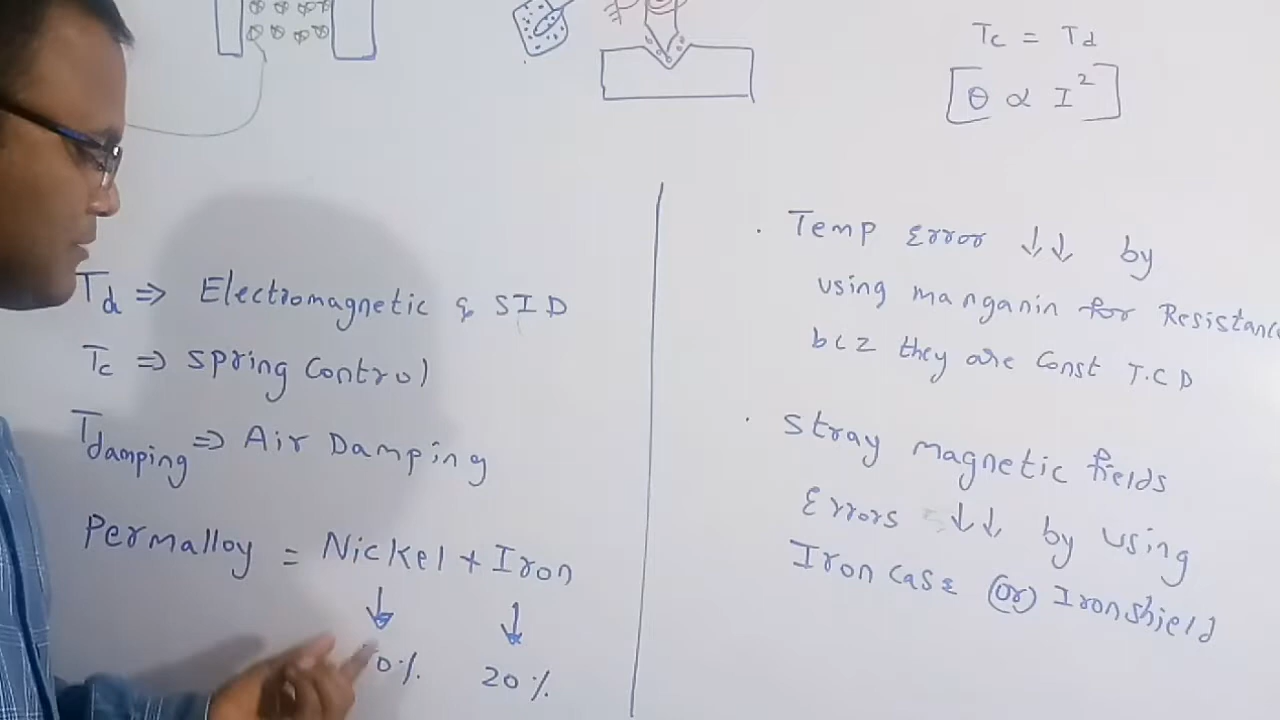 Tc = Td
[θ ∝ I²]
Td ⇒ Electromagnetic & SID
Tc ⇒ Spring Control
Tdamping ⇒ Air Damping
Permalloy = Nickel + Iron
↓ ↓
0% 20%
. Temp Error ↓↓ by
using manganin for Resistance
bcz they are Const T.C D
. Stray magnetic fields
Errors ↓↓ by using
Iron Case (or) Iron shield